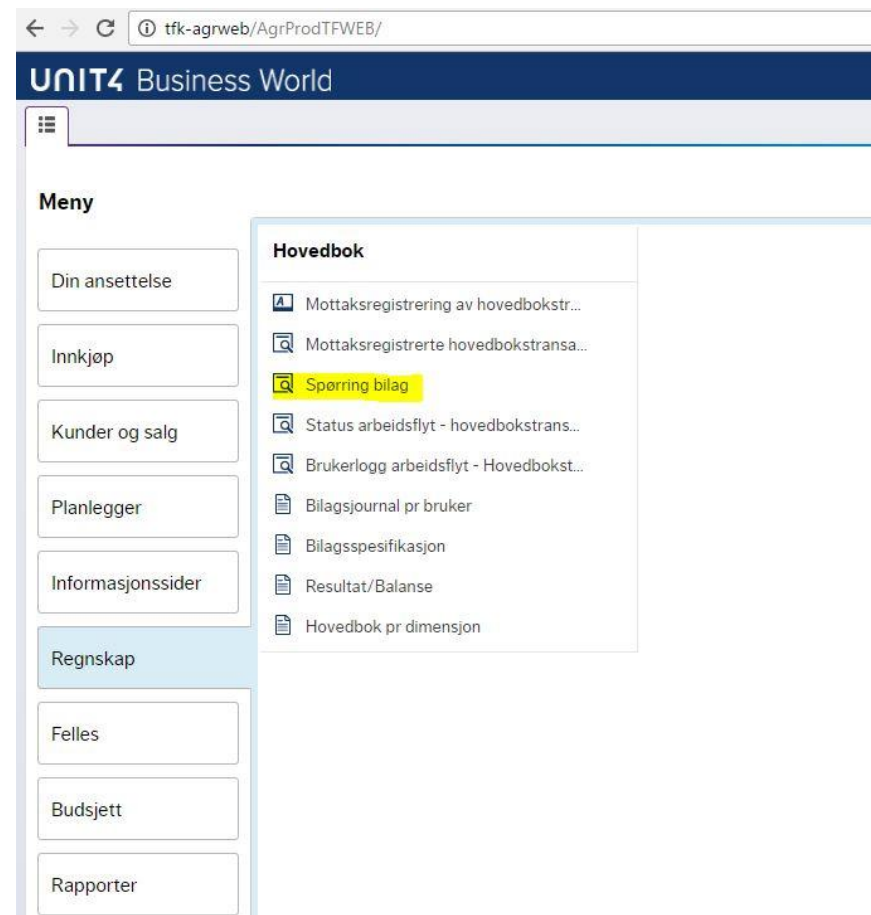 tfk-agrweb/AgrProdTFWEB/
UNIT4 Business World
Meny
Din ansettelse
Innkjøp
Kunder og salg
Planlegger
Informasjonssider
Regnskap
Felles
Budsjett
Rapporter
Hovedbok
Mottaksregistrering av hovedbokstr...
Mottaksregistrerte hovedbokstransa...
Spørring bilag
Status arbeidsflyt - hovedbokstrans...
Brukerlogg arbeidsflyt - Hovedbokst...
Bilagsjournal pr bruker
Bilagsspesifikasjon
Resultat/Balanse
Hovedbok pr dimensjon